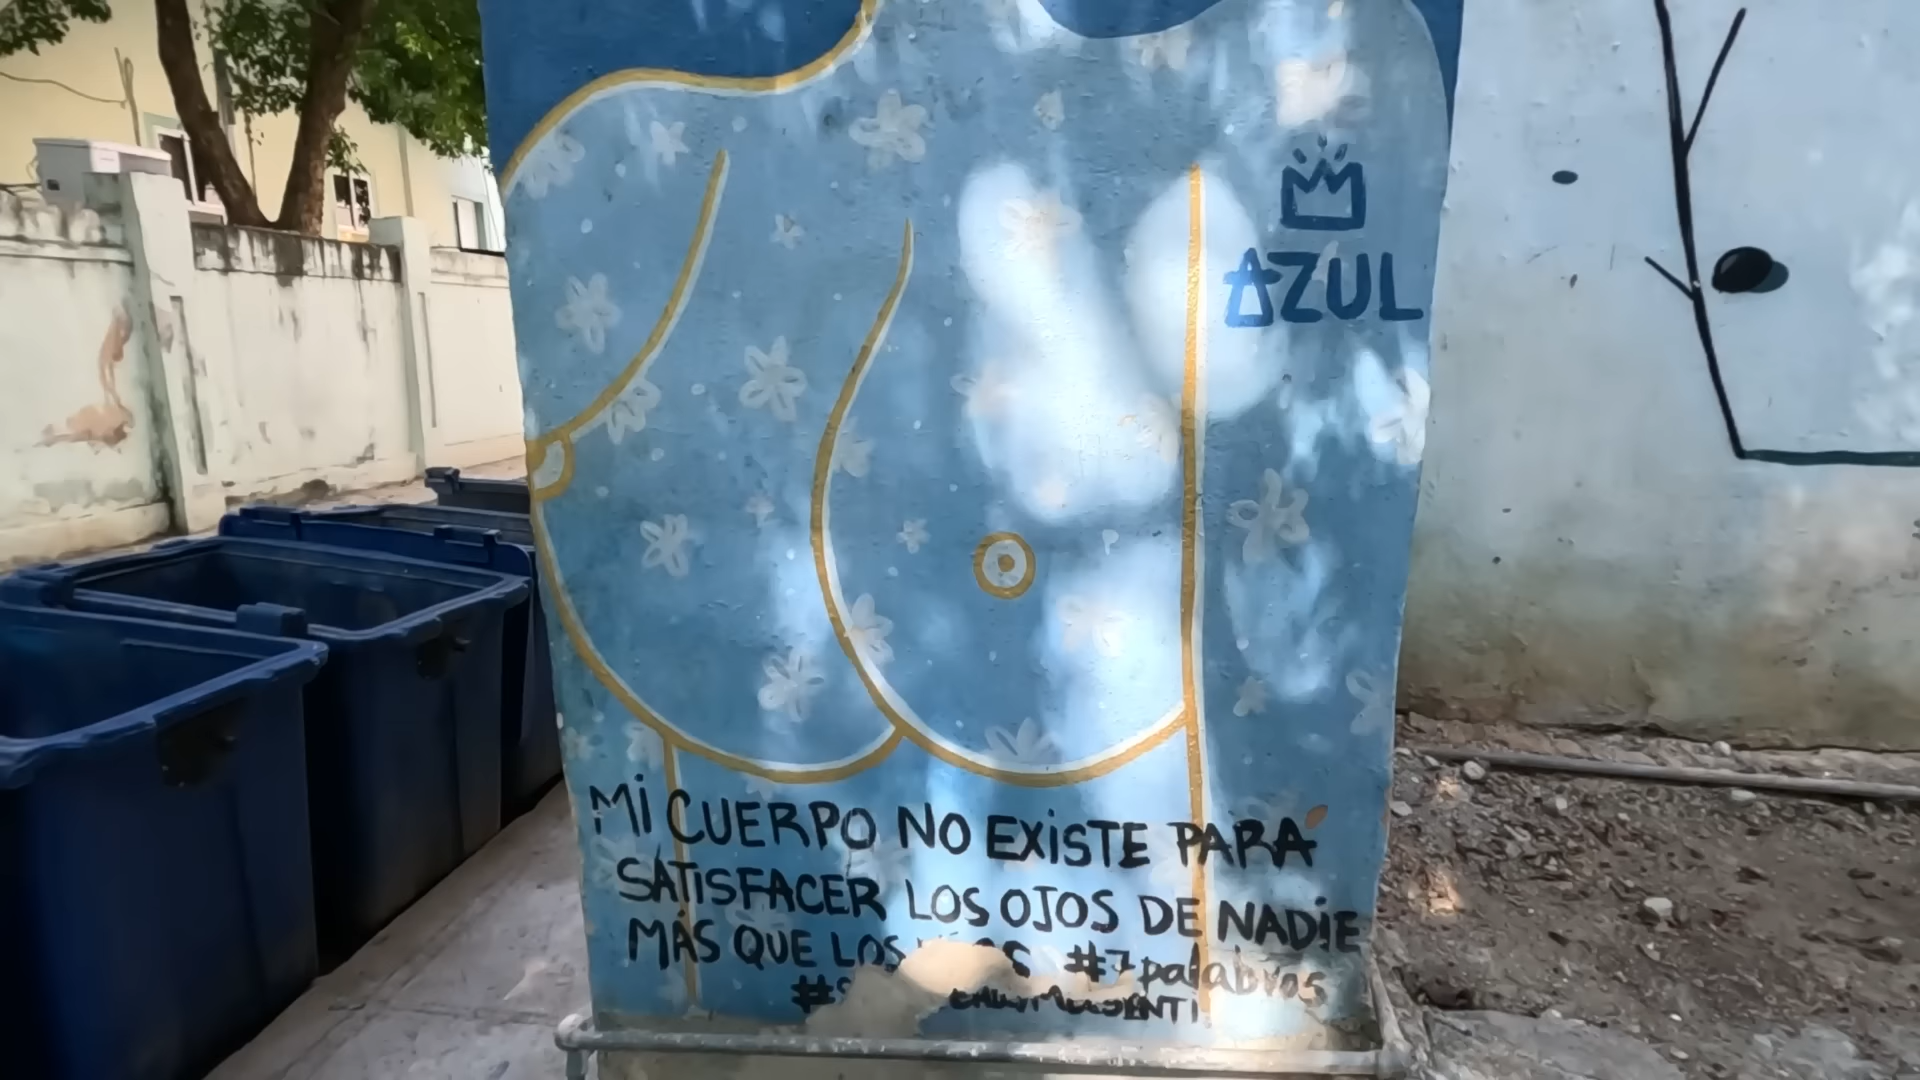 AZUL
Mi CUERPO NO EXiSTE PARA
SATISFACER LOS OJOS DE NADiE
MÁS QUE LOS #7palabras